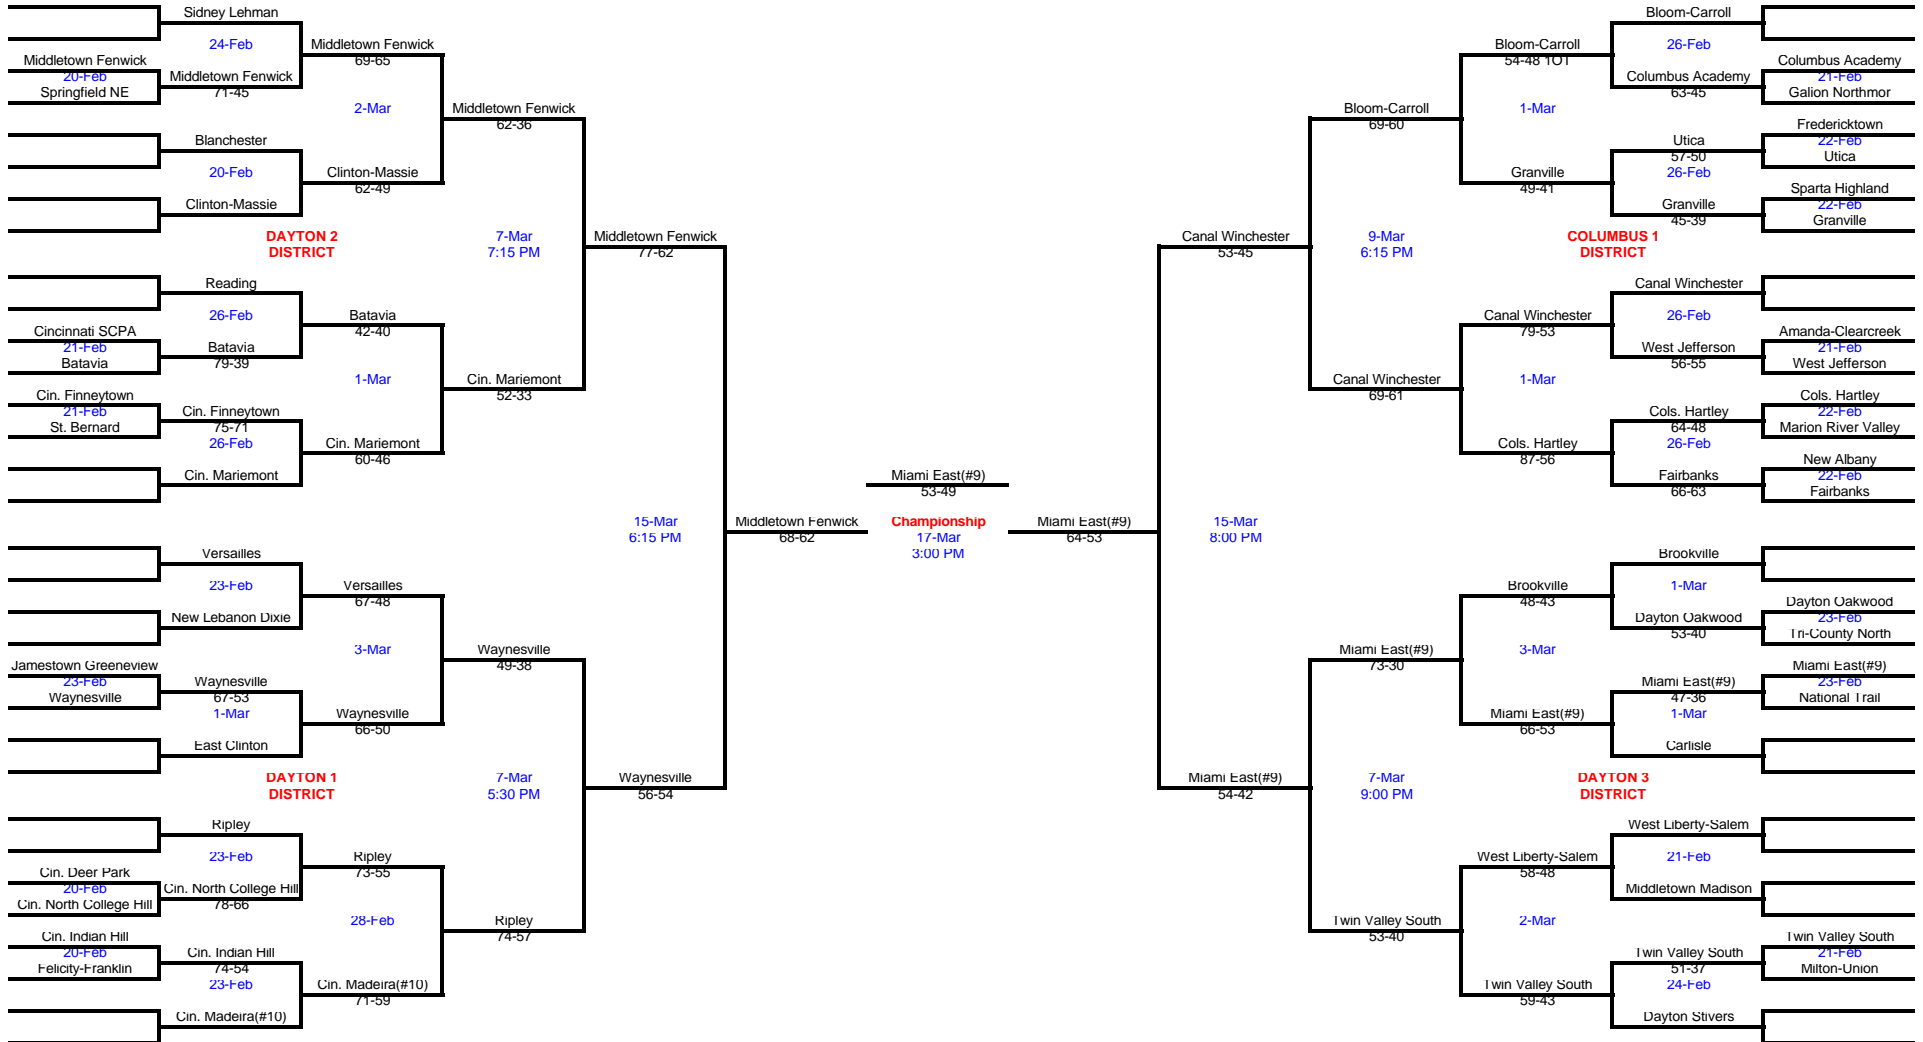 Sidney Lehman
24-Feb
Middletown Fenwick
69-65
Middletown Fenwick
20-Feb
Springfield NE
Middletown Fenwick
71-45
2-Mar
Middletown Fenwick
62-36
Blanchester
20-Feb
Clinton-Massie
62-49
Clinton-Massie
DAYTON 2
DISTRICT
7-Mar
7:15 PM
Middletown Fenwick
77-62
Reading
26-Feb
Batavia
42-40
Cincinnati SCPA
21-Feb
Batavia
Batavia
79-39
1-Mar
Cin. Mariemont
52-33
Cin. Finneytown
21-Feb
St. Bernard
Cin. Finneytown
75-71
26-Feb
Cin. Mariemont
60-46
Cin. Mariemont
15-Mar
6:15 PM
Middletown Fenwick
68-62
Versailles
23-Feb
Versailles
67-48
New Lebanon Dixie
3-Mar
Waynesville
49-38
Jamestown Greeneview
23-Feb
Waynesville
Waynesville
67-53
1-Mar
Waynesville
66-50
East Clinton
DAYTON 1
DISTRICT
7-Mar
5:30 PM
Waynesville
56-54
Ripley
23-Feb
Ripley
73-55
Cin. Deer Park
20-Feb
Cin. North College Hill
Cin. North College Hill
78-66
28-Feb
Ripley
74-57
Cin. Indian Hill
20-Feb
Felicity-Franklin
Cin. Indian Hill
74-54
23-Feb
Cin. Madeira(#10)
71-59
Cin. Madeira(#10)
Miami East(#9)
53-49
Championship
17-Mar
3:00 PM
Bloom-Carroll
26-Feb
Bloom-Carroll
54-48 1OT
Columbus Academy
21-Feb
Galion Northmor
Columbus Academy
63-45
1-Mar
Bloom-Carroll
69-60
Fredericktown
22-Feb
Utica
Utica
57-50
26-Feb
Granville
49-41
Sparta Highland
22-Feb
Granville
Granville
45-39
COLUMBUS 1
DISTRICT
9-Mar
6:15 PM
Canal Winchester
53-45
Canal Winchester
26-Feb
Canal Winchester
79-53
Amanda-Clearcreek
21-Feb
West Jefferson
West Jefferson
56-55
1-Mar
Canal Winchester
69-61
Cols. Hartley
22-Feb
Marion River Valley
Cols. Hartley
64-48
26-Feb
Cols. Hartley
87-56
New Albany
22-Feb
Fairbanks
Fairbanks
66-63
15-Mar
8:00 PM
Miami East(#9)
64-53
Brookville
1-Mar
Brookville
48-43
Dayton Oakwood
23-Feb
Tri-County North
Dayton Oakwood
53-40
3-Mar
Miami East(#9)
73-30
Miami East(#9)
23-Feb
National Trail
Miami East(#9)
47-36
1-Mar
Miami East(#9)
66-53
Carlisle
DAYTON 3
DISTRICT
7-Mar
9:00 PM
Miami East(#9)
54-42
West Liberty-Salem
21-Feb
West Liberty-Salem
58-48
Middletown Madison
2-Mar
Twin Valley South
53-40
Twin Valley South
21-Feb
Milton-Union
Twin Valley South
51-37
24-Feb
Twin Valley South
59-43
Dayton Stivers